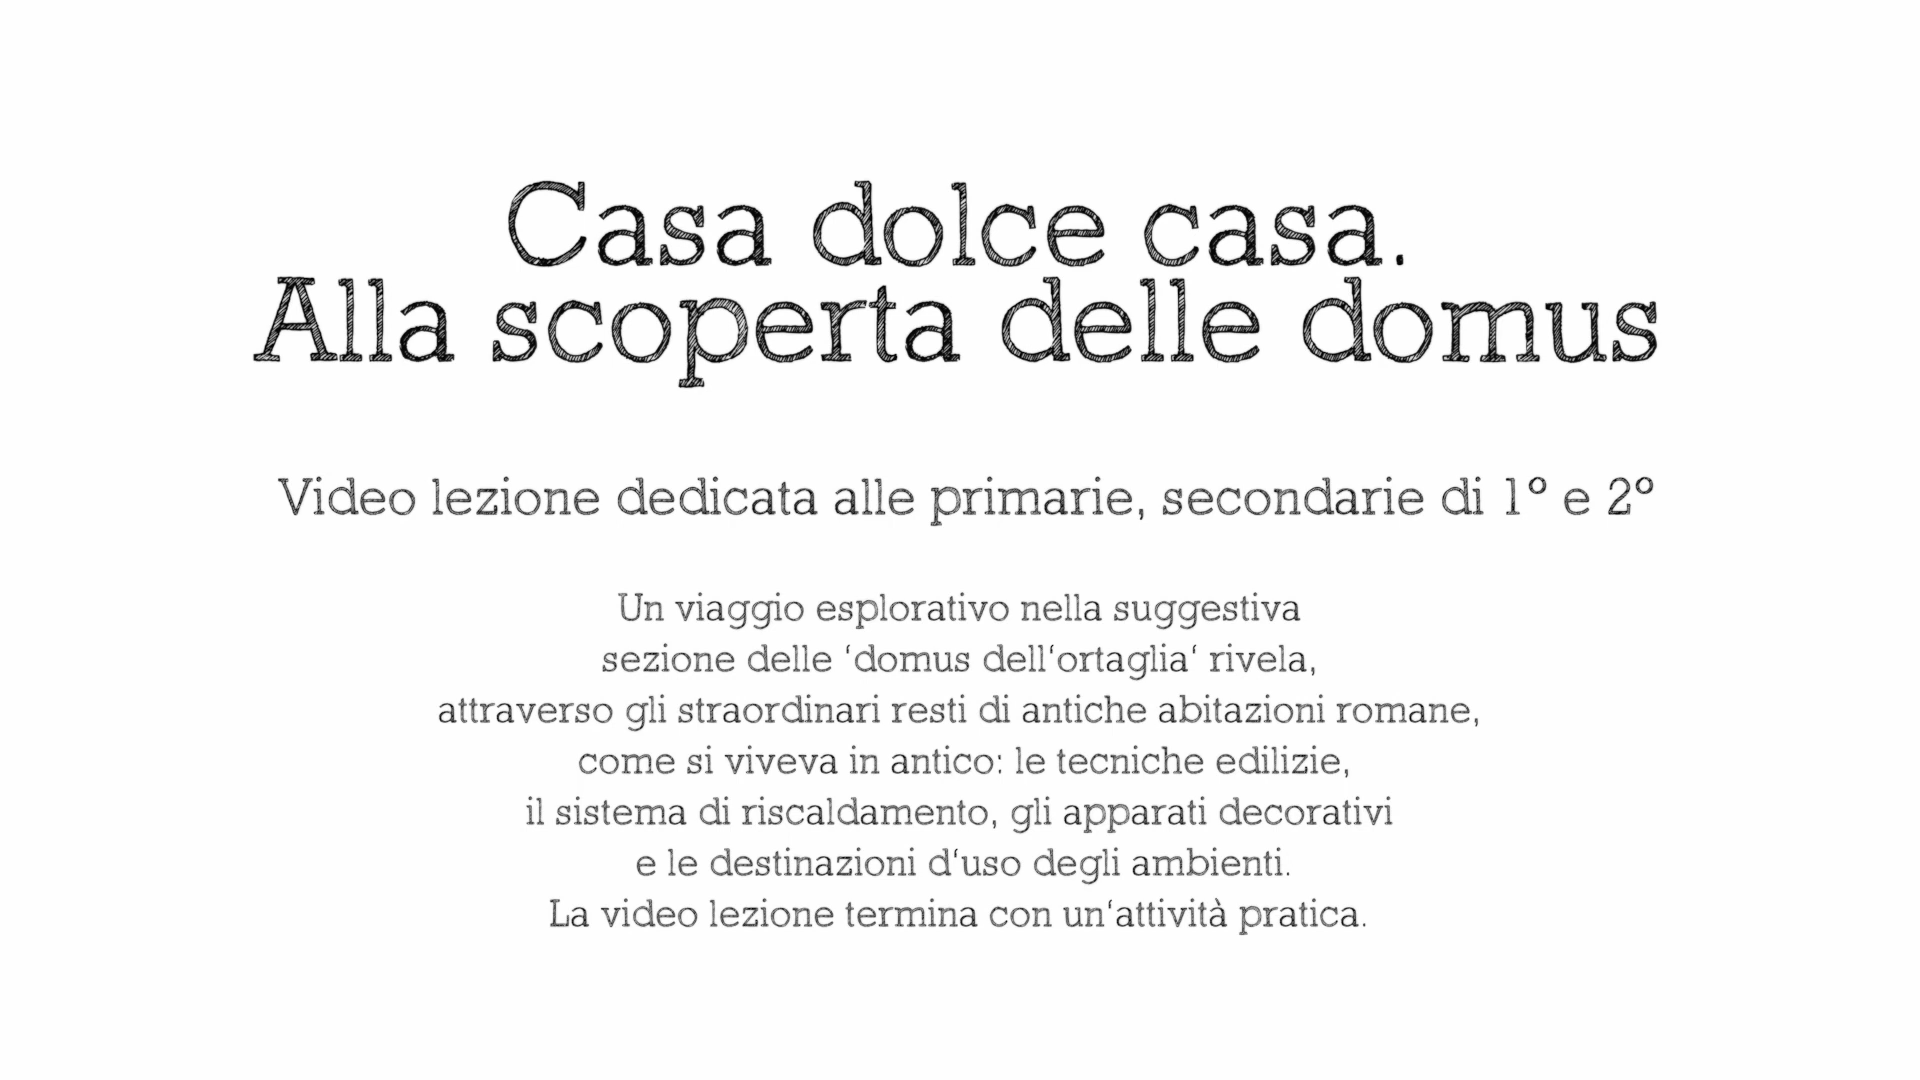 Casa dolce casa.
Alla scoperta delle domus
Video lezione dedicata alle primarie, secondarie di 1° e 2°
Un viaggio esplorativo nella suggestiva
sezione delle ‘domus dell‘ortaglia‘ rivela,
attraverso gli straordinari resti di antiche abitazioni romane,
come si viveva in antico: le tecniche edilizie,
il sistema di riscaldamento, gli apparati decorativi
e le destinazioni d‘uso degli ambienti.
La video lezione termina con un‘attività pratica.